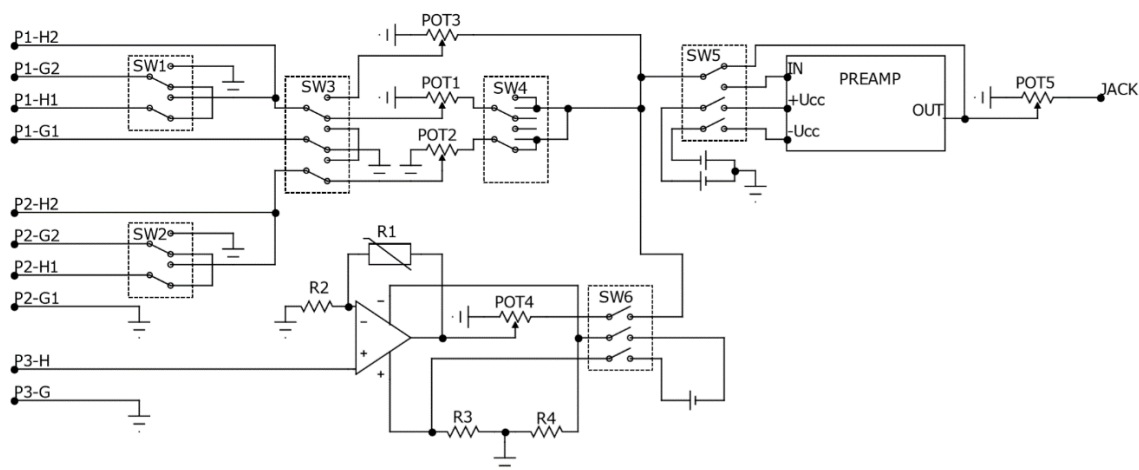 POT3
P1-H2
P1-G2
SW1
SW5
IN
PREAMP
P1-H1
SW3
POT1
SW4
+Ucc
OUT
POT5
JACK
P1-G1
POT2
-Ucc
P2-H2
P2-G2
SW2
R1
P2-H1
R2
POT4
SW6
P2-G1
−
−
+
P3-H
+
P3-G
R3
R4